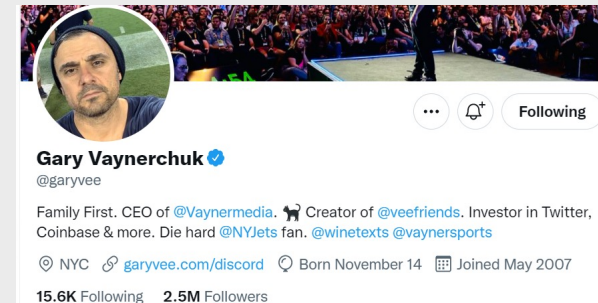 Following
Gary Vaynerchuk
@garyvee
Family First. CEO of @Vaynermedia. 🐈‍⬛ Creator of @veefriends. Investor in Twitter,
Coinbase & more. Die hard @NYJets fan. @winetexts @vaynersports
NYC garyvee.com/discord Born November 14 Joined May 2007
15.6K Following 2.5M Followers